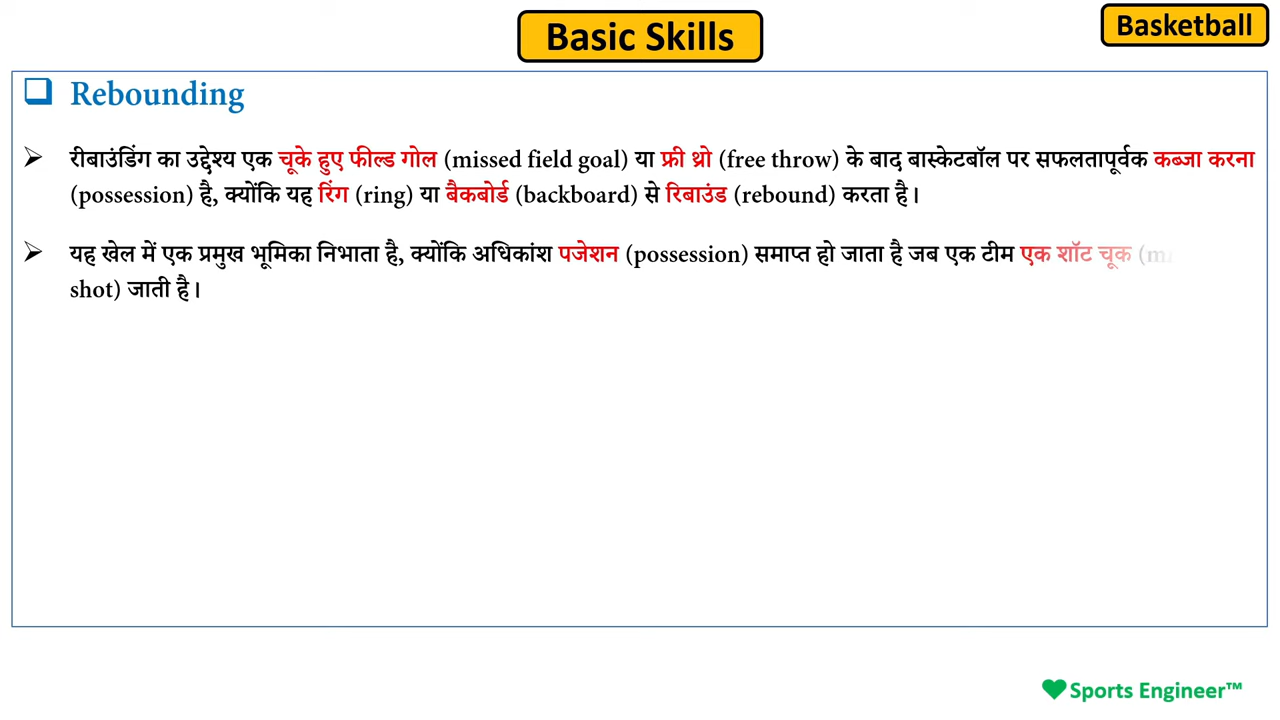 Basic Skills
Basketball
Rebounding
रीबाउंडिंग का उद्देश्य एक चूके हुए फील्ड गोल (missed field goal) या फ्री थ्रो (free throw) के बाद बास्केटबॉल पर सफलतापूर्वक कब्जा करना
(possession) है, क्योंकि यह रिंग (ring) या बैकबोर्ड (backboard) से रिबाउंड (rebound) करता है।
यह खेल में एक प्रमुख भूमिका निभाता है, क्योंकि अधिकांश पजेशन (possession) समाप्त हो जाता है जब एक टीम एक शॉट चूक
shot) जाती है।
Sports Engineer™